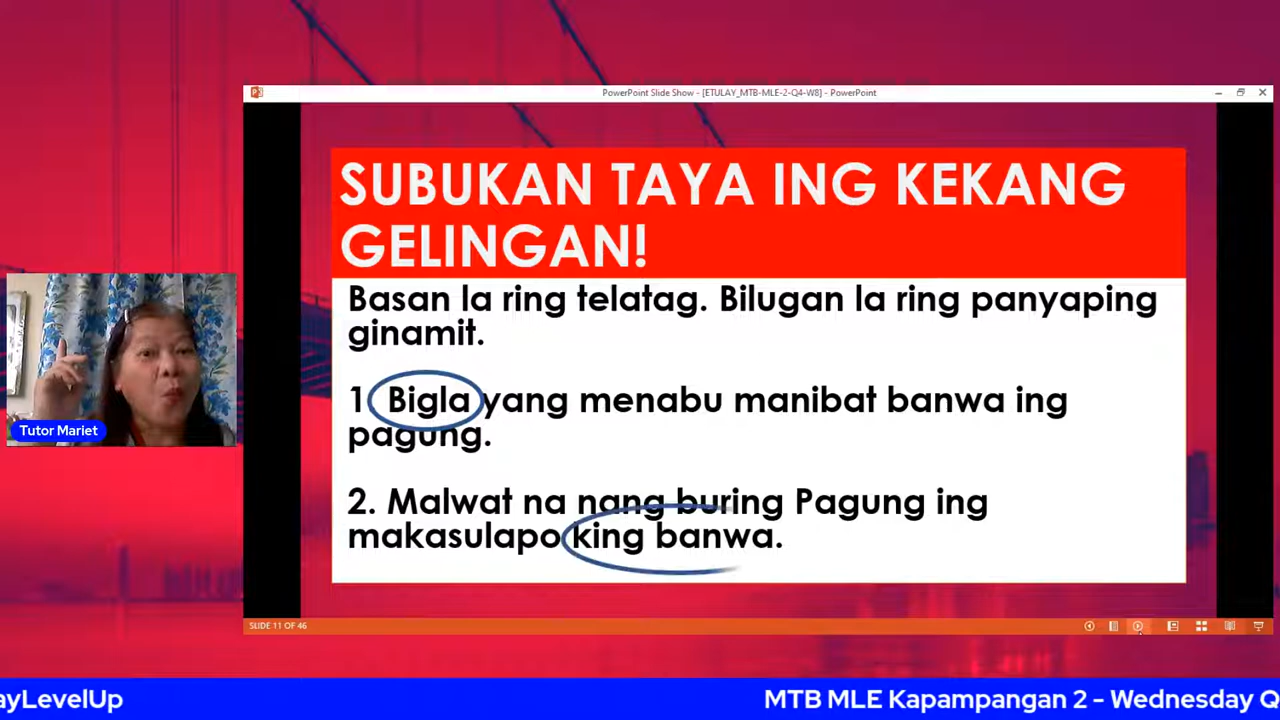 PowerPoint Slide Show - [ETULAY_MTB-MLE-2-Q4-W8] - PowerPoint
SUBUKAN TAYA ING KEKANG
GELINGAN!
Basan la ring telatag. Bilugan la ring panyaping
ginamit.
1 Bigla yang menabu manibat banwa ing
pagung.
2. Malwat na nang buring Pagung ing
makasulapo king banwa.
Tutor Mariet
SLIDE 11 OF 46
ayLevelUp
MTB MLE Kapampangan 2 - Wednesday Q